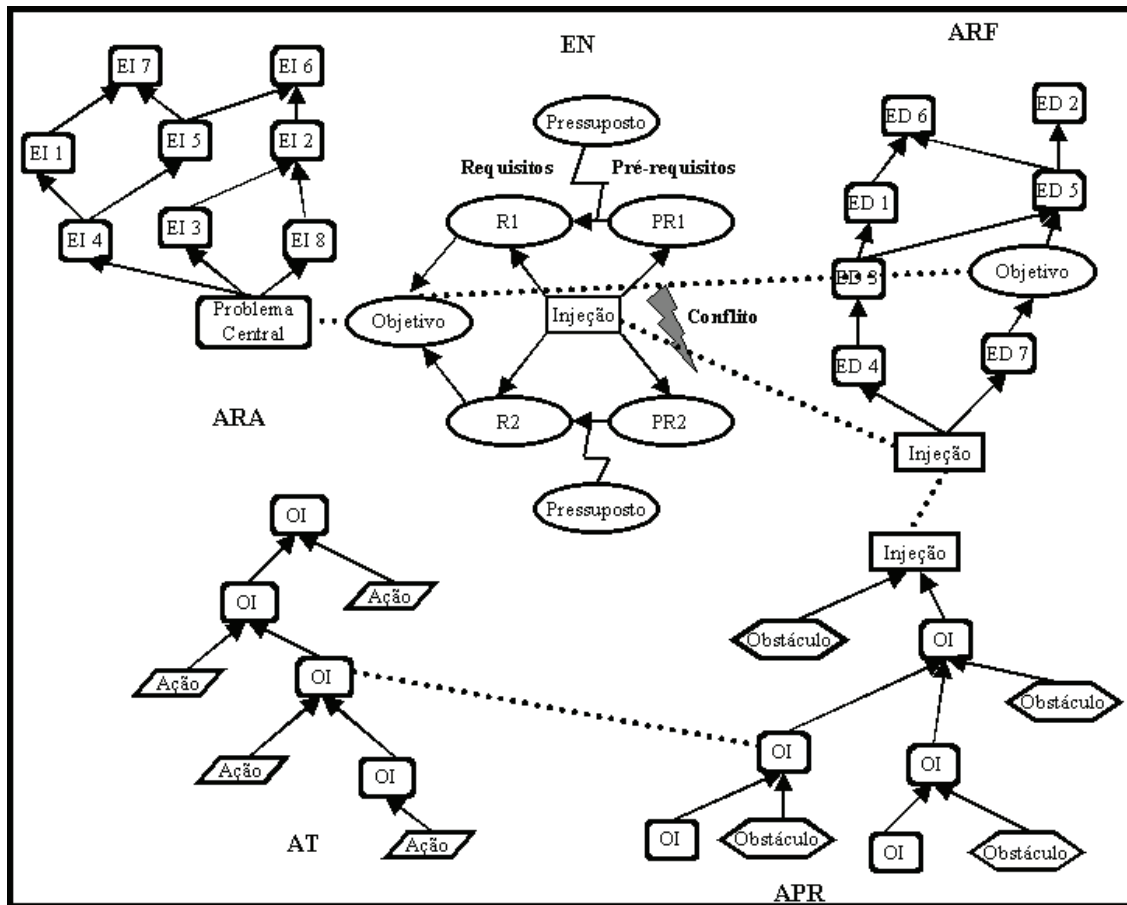 EN
ARF
EI 7
EI 6
EI 1
EI 5
EI 2
EI 4
EI 3
EI 8
Problema
Central
ARA
Pressuposto
Requisitos
Pré-requisitos
R1
PR1
Objetivo
Injeção
Conflito
R2
PR2
Pressuposto
ED 6
ED 2
ED 1
ED 5
ED 3
Objetivo
ED 4
ED 7
Injeção
Injeção
Obstáculo
OI
Obstáculo
OI
OI
OI
Obstáculo
OI
Obstáculo
APR
OI
OI
Ação
Ação
OI
Ação
OI
Ação
AT